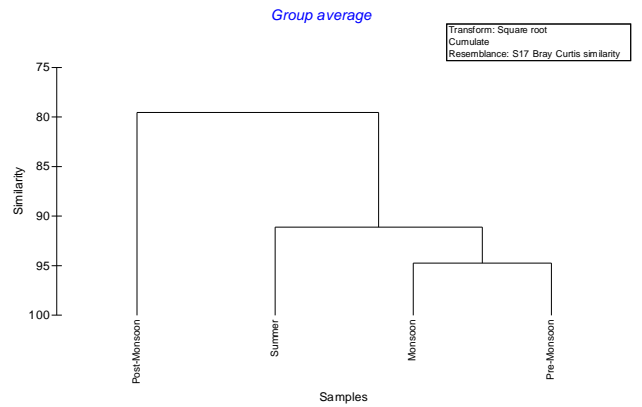 Group average
Transform: Square root
Cumulate
Resemblance: S17 Bray Curtis similarity
75
80
85
90
95
100
Similarity
Post-Monsoon
Summer
Monsoon
Pre-Monsoon
Samples